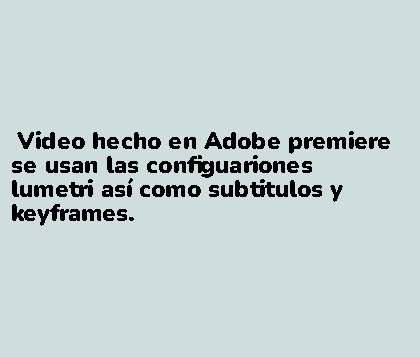 Video hecho en Adobe premiere
se usan las configuariones
lumetri así como subtitulos y
keyframes.